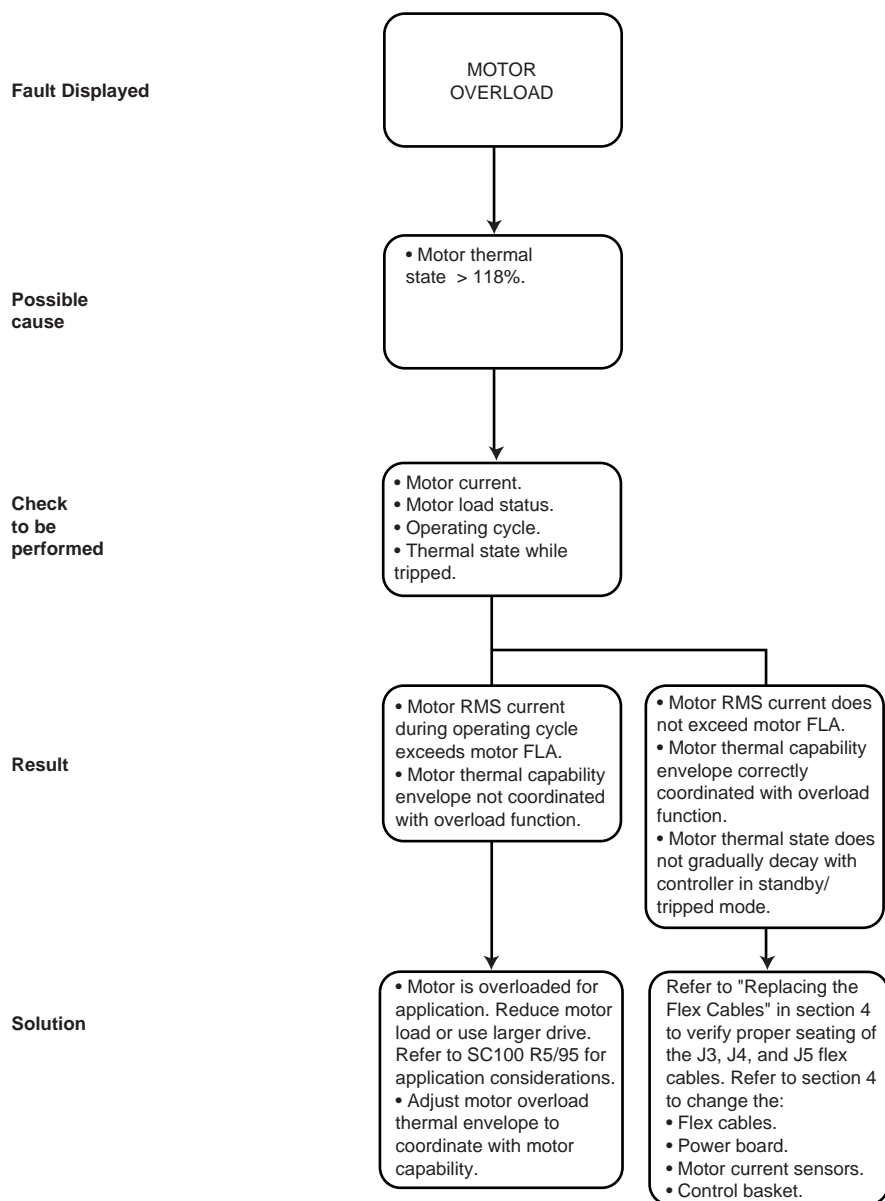 Fault Displayed
MOTOR
OVERLOAD
Possible
cause
• Motor thermal
state > 118%.
Check
to be
performed
• Motor current.
• Motor load status.
• Operating cycle.
• Thermal state while
tripped.
Result
• Motor RMS current
during operating cycle
exceeds motor FLA.
• Motor thermal capability
envelope not coordinated
with overload function.
• Motor RMS current does
not exceed motor FLA.
• Motor thermal capability
envelope correctly
coordinated with overload
function.
• Motor thermal state does
not gradually decay with
controller in standby/
tripped mode.
Solution
• Motor is overloaded for
application. Reduce motor
load or use larger drive.
Refer to SC100 R5/95 for
application considerations.
• Adjust motor overload
thermal envelope to
coordinate with motor
capability.
Refer to "Replacing the
Flex Cables" in section 4
to verify proper seating of
the J3, J4, and J5 flex
cables. Refer to section 4
to change the:
• Flex cables.
• Power board.
• Motor current sensors.
• Control basket.